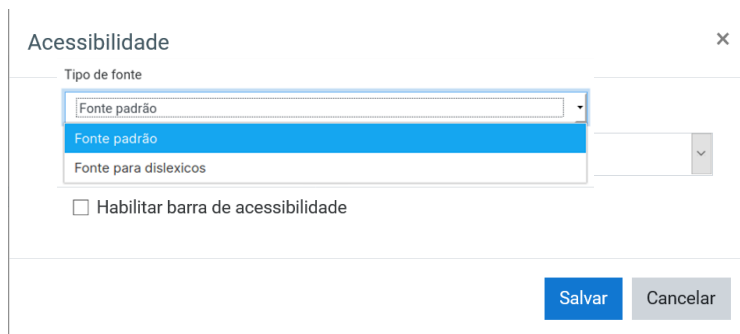 Acessibilidade ×
Tipo de fonte
Fonte padrão
Fonte padrão
Fonte para dislexicos
Habilitar barra de acessibilidade
Salvar Cancelar